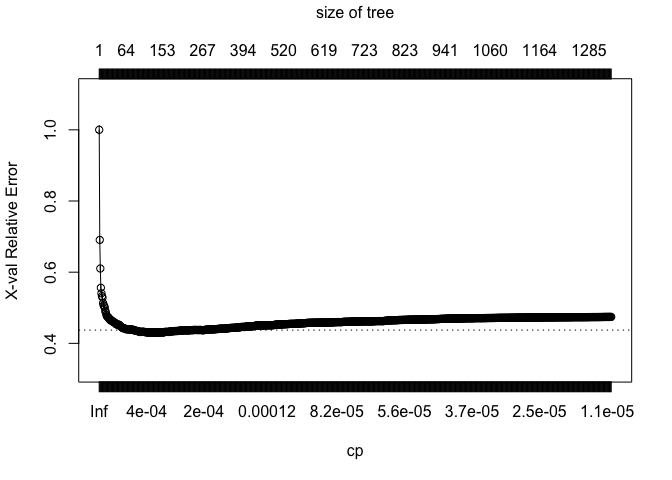 size of tree
1 64 153 267 394 520 619 723 823 941 1060 1164 1285
X-val Relative Error
1.0
0.8
0.6
0.4
Inf 4e-04 2e-04 0.00012 8.2e-05 5.6e-05 3.7e-05 2.5e-05 1.1e-05
cp